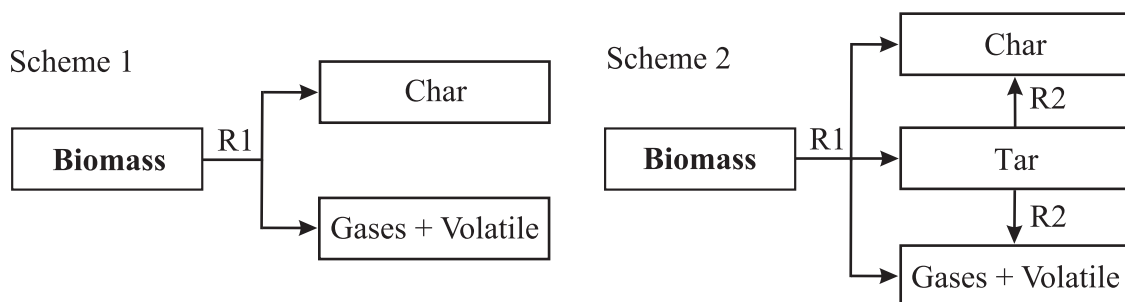 Scheme 1
Char
R1
Biomass
Gases + Volatile
Scheme 2
Char
R2
R1
Biomass
Tar
R2
Gases + Volatile